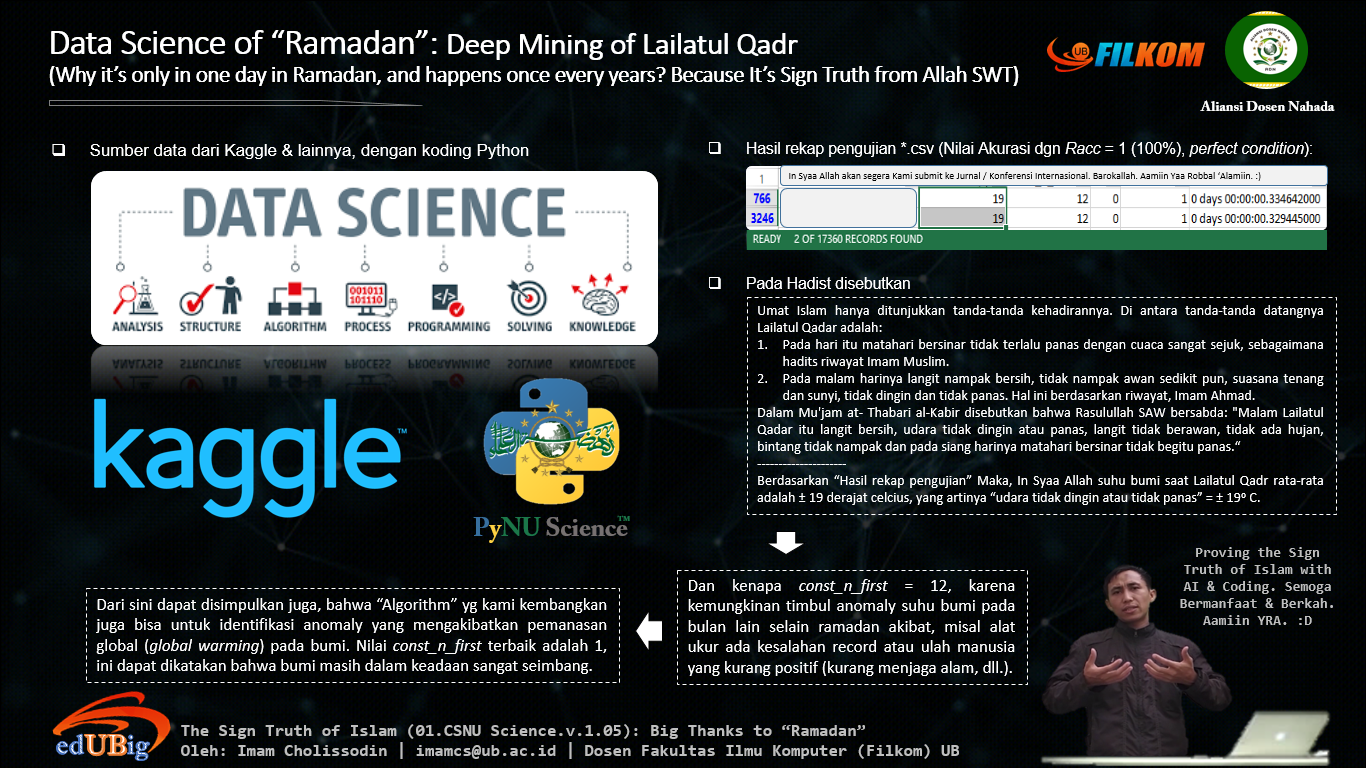 Data Science of “Ramadan”: Deep Mining of Lailatul Qadr
(Why it’s only in one day in Ramadan, and happens once every years? Because It’s Sign Truth from Allah SWT)
UB FILKOM
Aliansi Dosen Nahada
Sumber data dari Kaggle & lainnya, dengan koding Python
DATA SCIENCE
ANALYSIS STRUCTURE ALGORITHM PROCESS PROGRAMMING SOLVING KNOWLEDGE
001011
101110
kaggle™
PyNU Science™
Hasil rekap pengujian *.csv (Nilai Akurasi dgn Racc = 1 (100%), perfect condition):
1 In Syaa Allah akan segera Kami submit ke Jurnal / Konferensi Internasional. Barokallah. Aamiin Yaa Robbal ‘Alamiin. :)
766 19 12 0 1 0 days 00:00:00.334642000
3246 19 12 0 1 0 days 00:00:00.329445000
READY 2 OF 17360 RECORDS FOUND
Pada Hadist disebutkan
Umat Islam hanya ditunjukkan tanda-tanda kehadirannya. Di antara tanda-tanda datangnya
Lailatul Qadar adalah:
1. Pada hari itu matahari bersinar tidak terlalu panas dengan cuaca sangat sejuk, sebagaimana
hadits riwayat Imam Muslim.
2. Pada malam harinya langit nampak bersih, tidak nampak awan sedikit pun, suasana tenang
dan sunyi, tidak dingin dan tidak panas. Hal ini berdasarkan riwayat, Imam Ahmad.
Dalam Mu'jam at- Thabari al-Kabir disebutkan bahwa Rasulullah SAW bersabda: "Malam Lailatul
Qadar itu langit bersih, udara tidak dingin atau panas, langit tidak berawan, tidak ada hujan,
bintang tidak nampak dan pada siang harinya matahari bersinar tidak begitu panas.“
---------------------
Berdasarkan “Hasil rekap pengujian” Maka, In Syaa Allah suhu bumi saat Lailatul Qadr rata-rata
adalah ± 19 derajat celcius, yang artinya “udara tidak dingin atau tidak panas” = ± 19º C.
Dan kenapa const_n_first = 12, karena
kemungkinan timbul anomaly suhu bumi pada
bulan lain selain ramadan akibat, misal alat
ukur ada kesalahan record atau ulah manusia
yang kurang positif (kurang menjaga alam, dll.).
Dari sini dapat disimpulkan juga, bahwa “Algorithm” yg kami kembangkan
juga bisa untuk identifikasi anomaly yang mengakibatkan pemanasan
global (global warming) pada bumi. Nilai const_n_first terbaik adalah 1,
ini dapat dikatakan bahwa bumi masih dalam keadaan sangat seimbang.
Proving the Sign
Truth of Islam with
AI & Coding. Semoga
Bermanfaat & Berkah.
Aamiin YRA. :D
edUBig
The Sign Truth of Islam (01.CSNU Science.v.1.05): Big Thanks to “Ramadan”
Oleh: Imam Cholissodin | imamcs@ub.ac.id | Dosen Fakultas Ilmu Komputer (Filkom) UB